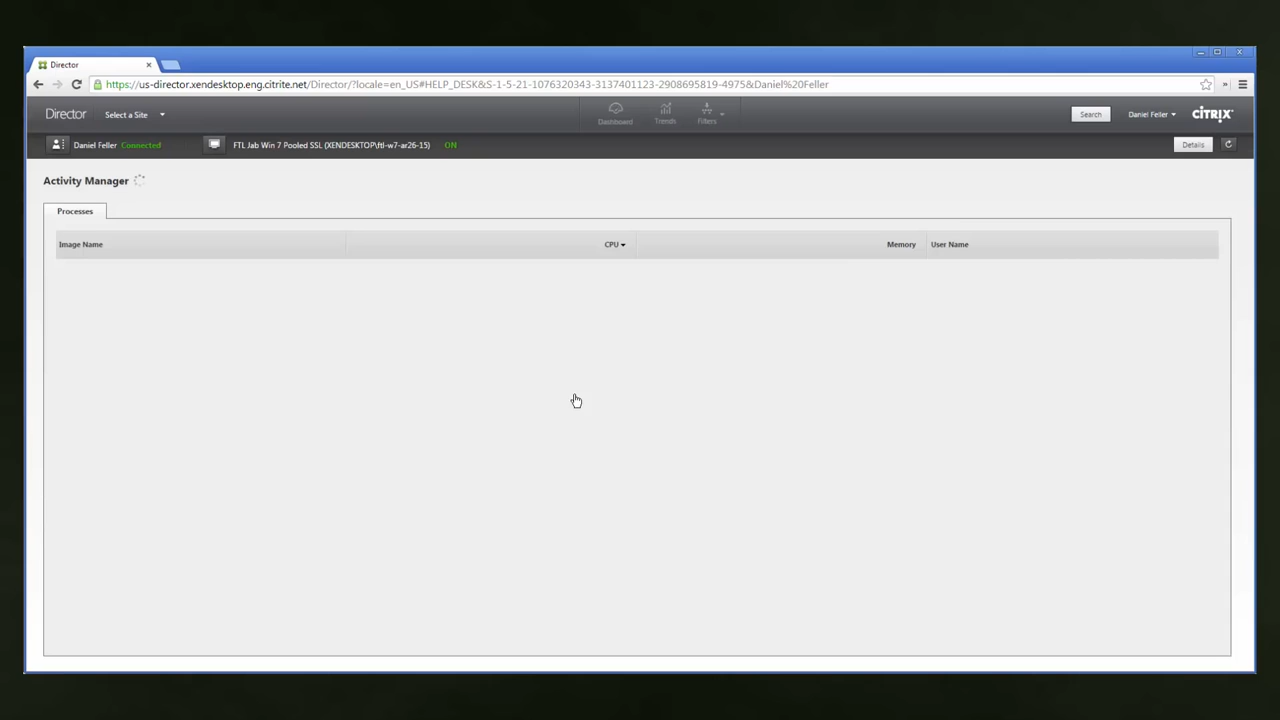 Director
https://us-director.xendesktop.eng.citrite.net/Director/?locale=en_US#HELP_DESK&S-1-5-21-1076320343-3137401123-2908695819-4975&Daniel%20Feller
Director Select a Site Dashboard Trends Filters Search Daniel Feller CITRIX
Daniel Feller Connected FTL Jab Win 7 Pooled SSL (XENDESKTOP\ftl-w7-ar26-15) ON Details
Activity Manager
Processes
Image Name CPU Memory User Name